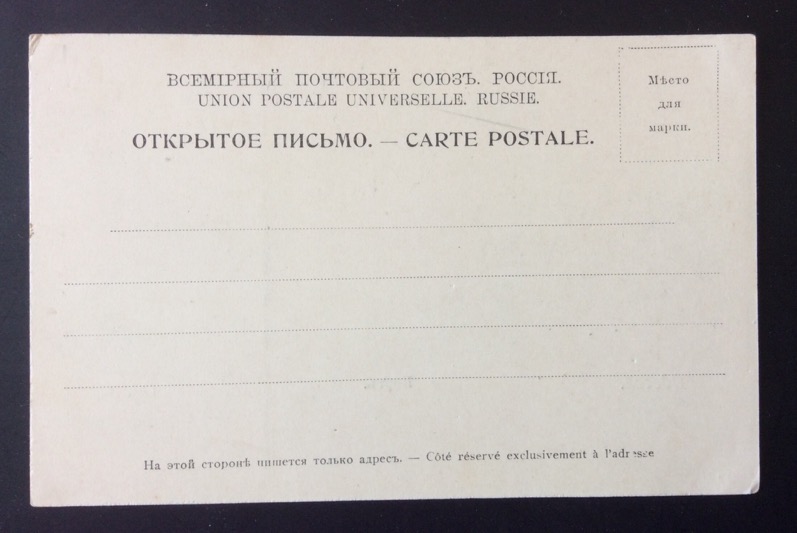 ВСЕМІРНЫЙ ПОЧТОВЫЙ СОЮЗЪ. РОССІЯ.
UNION POSTALE UNIVERSELLE. RUSSIE.
ОТКРЫТОЕ ПИСЬМО. — CARTE POSTALE.
Мѣсто
для
марки.
На этой сторонѣ пишется только адресъ. — Côté réservé exclusivement à l'adresse